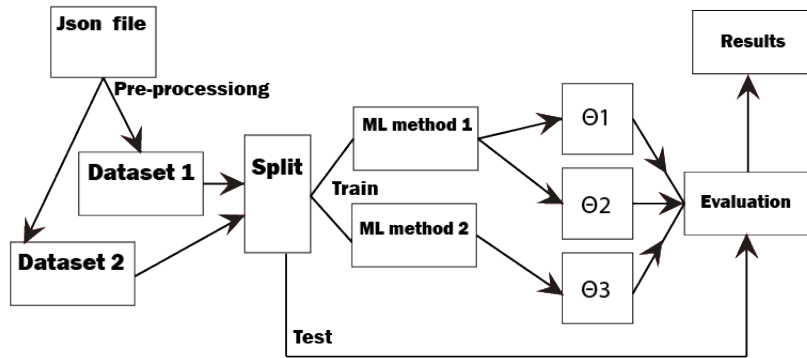 Json file
Pre-processiong
Dataset 1
Dataset 2
Split
Train
Test
ML method 1
ML method 2
Θ1
Θ2
Θ3
Evaluation
Results